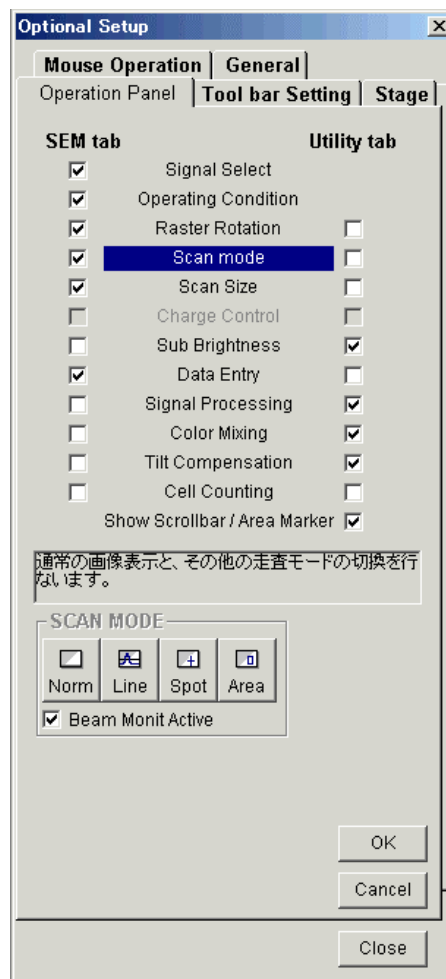 Optional Setup
Mouse Operation General
Operation Panel Tool bar Setting Stage
SEM tab Utility tab
Signal Select
Operating Condition
Raster Rotation
Scan mode
Scan Size
Charge Control
Sub Brightness
Data Entry
Signal Processing
Color Mixing
Tilt Compensation
Cell Counting
Show Scrollbar / Area Marker
通常の画像表示と、その他の走査モードの切換を行
ないます。
SCAN MODE
Norm Line Spot Area
Beam Monit Active
OK
Cancel
Close